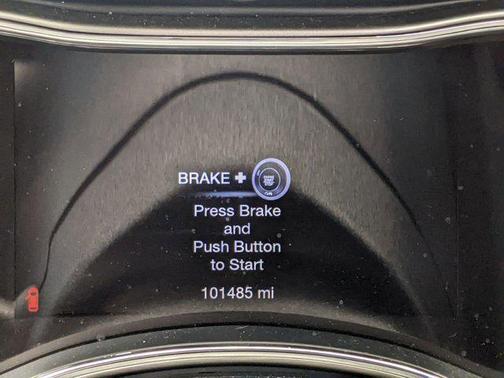 BRAKE +
Press Brake
and
Push Button
to Start
101485 mi